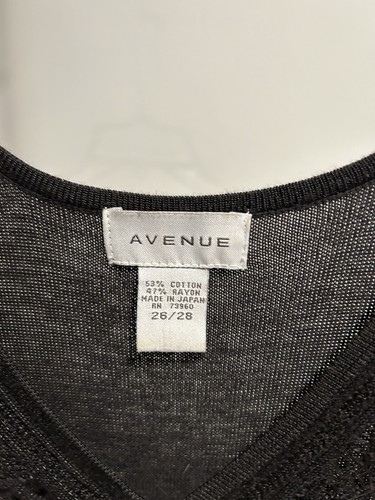 AVENUE
53% COTTON
47% RAYON
MADE IN JAPAN
RN 73960
26/28